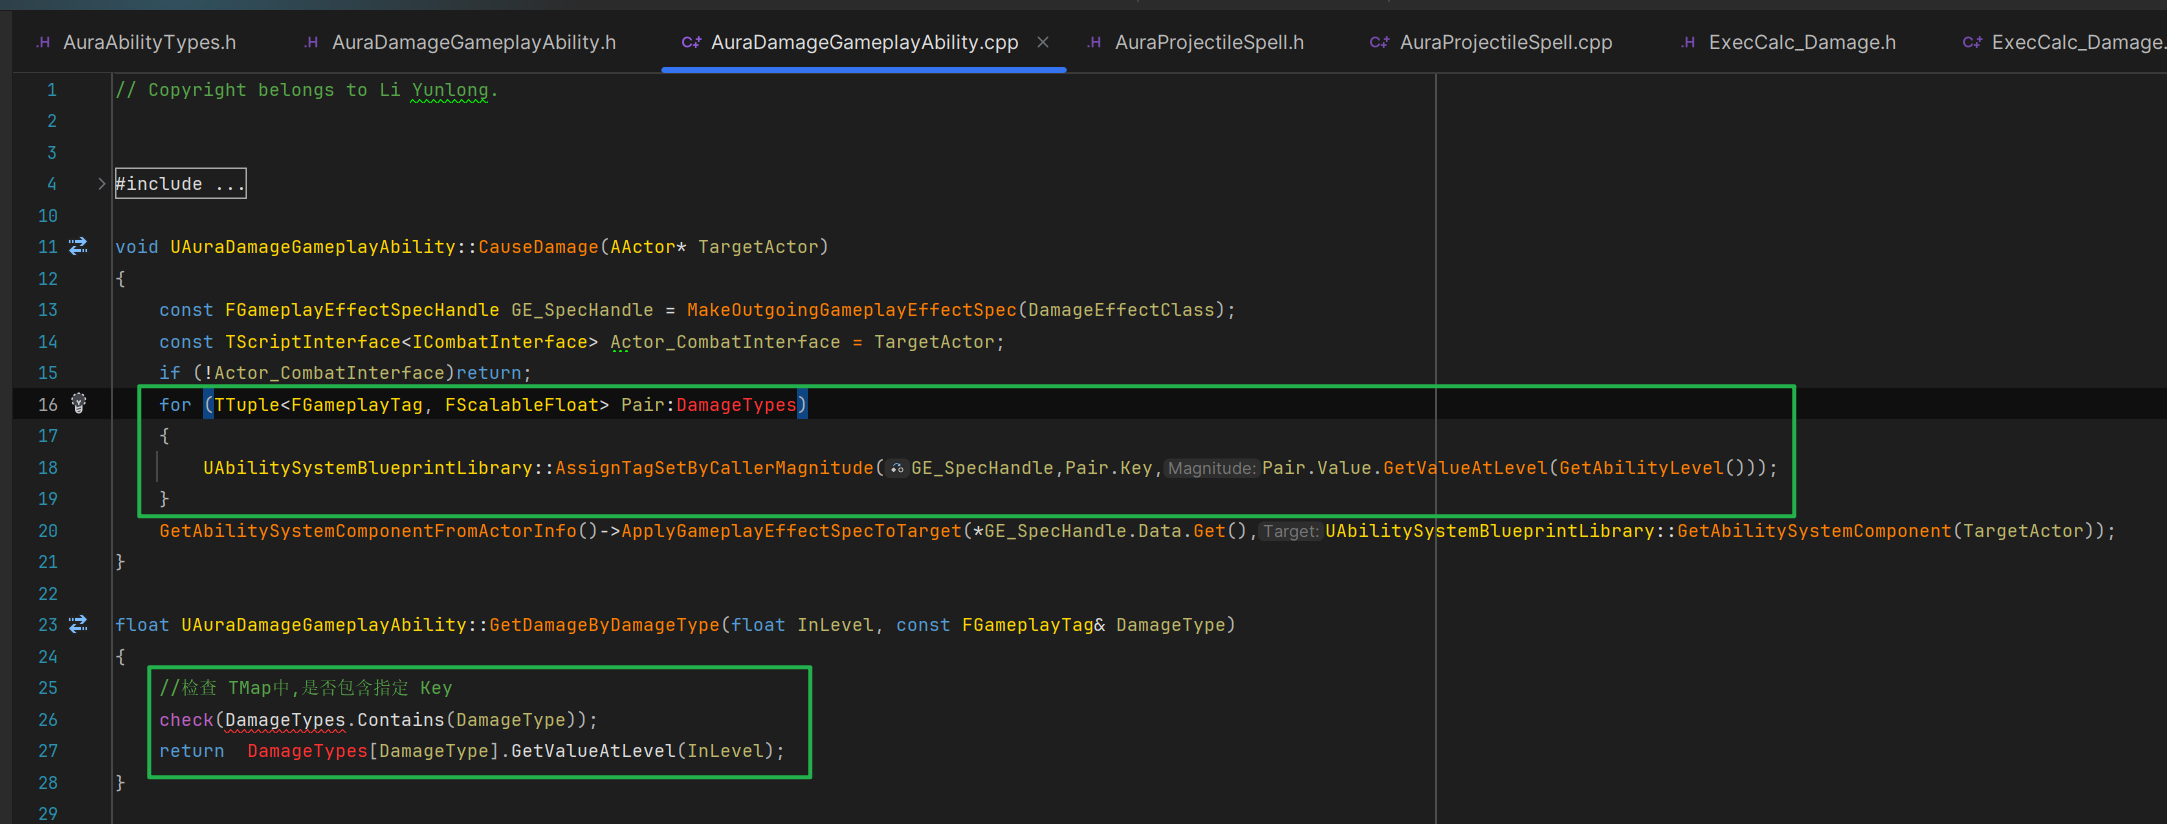 .H AuraAbilityTypes.h .H AuraDamageGameplayAbility.h C++ AuraDamageGameplayAbility.cpp × .H AuraProjectileSpell.h C++ AuraProjectileSpell.cpp .H ExecCalc_Damage.h C++ ExecCalc_Damage.
1 // Copyright belongs to Li Yunlong.
2
3
4 #include ...
10
11 void UAuraDamageGameplayAbility::CauseDamage(AActor* TargetActor)
12 {
13 const FGameplayEffectSpecHandle GE_SpecHandle = MakeOutgoingGameplayEffectSpec(DamageEffectClass);
14 const TScriptInterface<ICombatInterface> Actor_CombatInterface = TargetActor;
15 if (!Actor_CombatInterface)return;
16 for (TTuple<FGameplayTag, FScalableFloat> Pair:DamageTypes)
17 {
18 UAbilitySystemBlueprintLibrary::AssignTagSetByCallerMagnitude(GE_SpecHandle,Pair.Key, Magnitude: Pair.Value.GetValueAtLevel(GetAbilityLevel()));
19 }
20 GetAbilitySystemComponentFromActorInfo()->ApplyGameplayEffectSpecToTarget(*GE_SpecHandle.Data.Get(), Target: UAbilitySystemBlueprintLibrary::GetAbilitySystemComponent(TargetActor));
21 }
22
23 float UAuraDamageGameplayAbility::GetDamageByDamageType(float InLevel, const FGameplayTag& DamageType)
24 {
25 //检查 TMap中,是否包含指定 Key
26 check(DamageTypes.Contains(DamageType));
27 return DamageTypes[DamageType].GetValueAtLevel(InLevel);
28 }
29